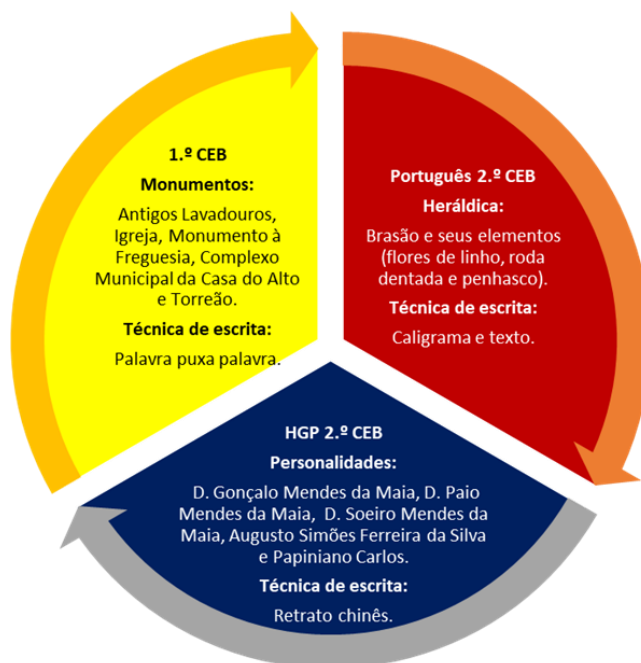 1.º CEB
Monumentos:
Antigos Lavadouros,
Igreja, Monumento à
Freguesia, Complexo
Municipal da Casa do Alto
e Torreão.
Técnica de escrita:
Palavra puxa palavra.
Português 2.º CEB
Heráldica:
Brasão e seus elementos
(flores de linho, roda
dentada e penhasco).
Técnica de escrita:
Caligrama e texto.
HGP 2.º CEB
Personalidades:
D. Gonçalo Mendes da Maia, D. Paio
Mendes da Maia, D. Soeiro Mendes da
Maia, Augusto Simões Ferreira da Silva
e Papiniano Carlos.
Técnica de escrita:
Retrato chinês.